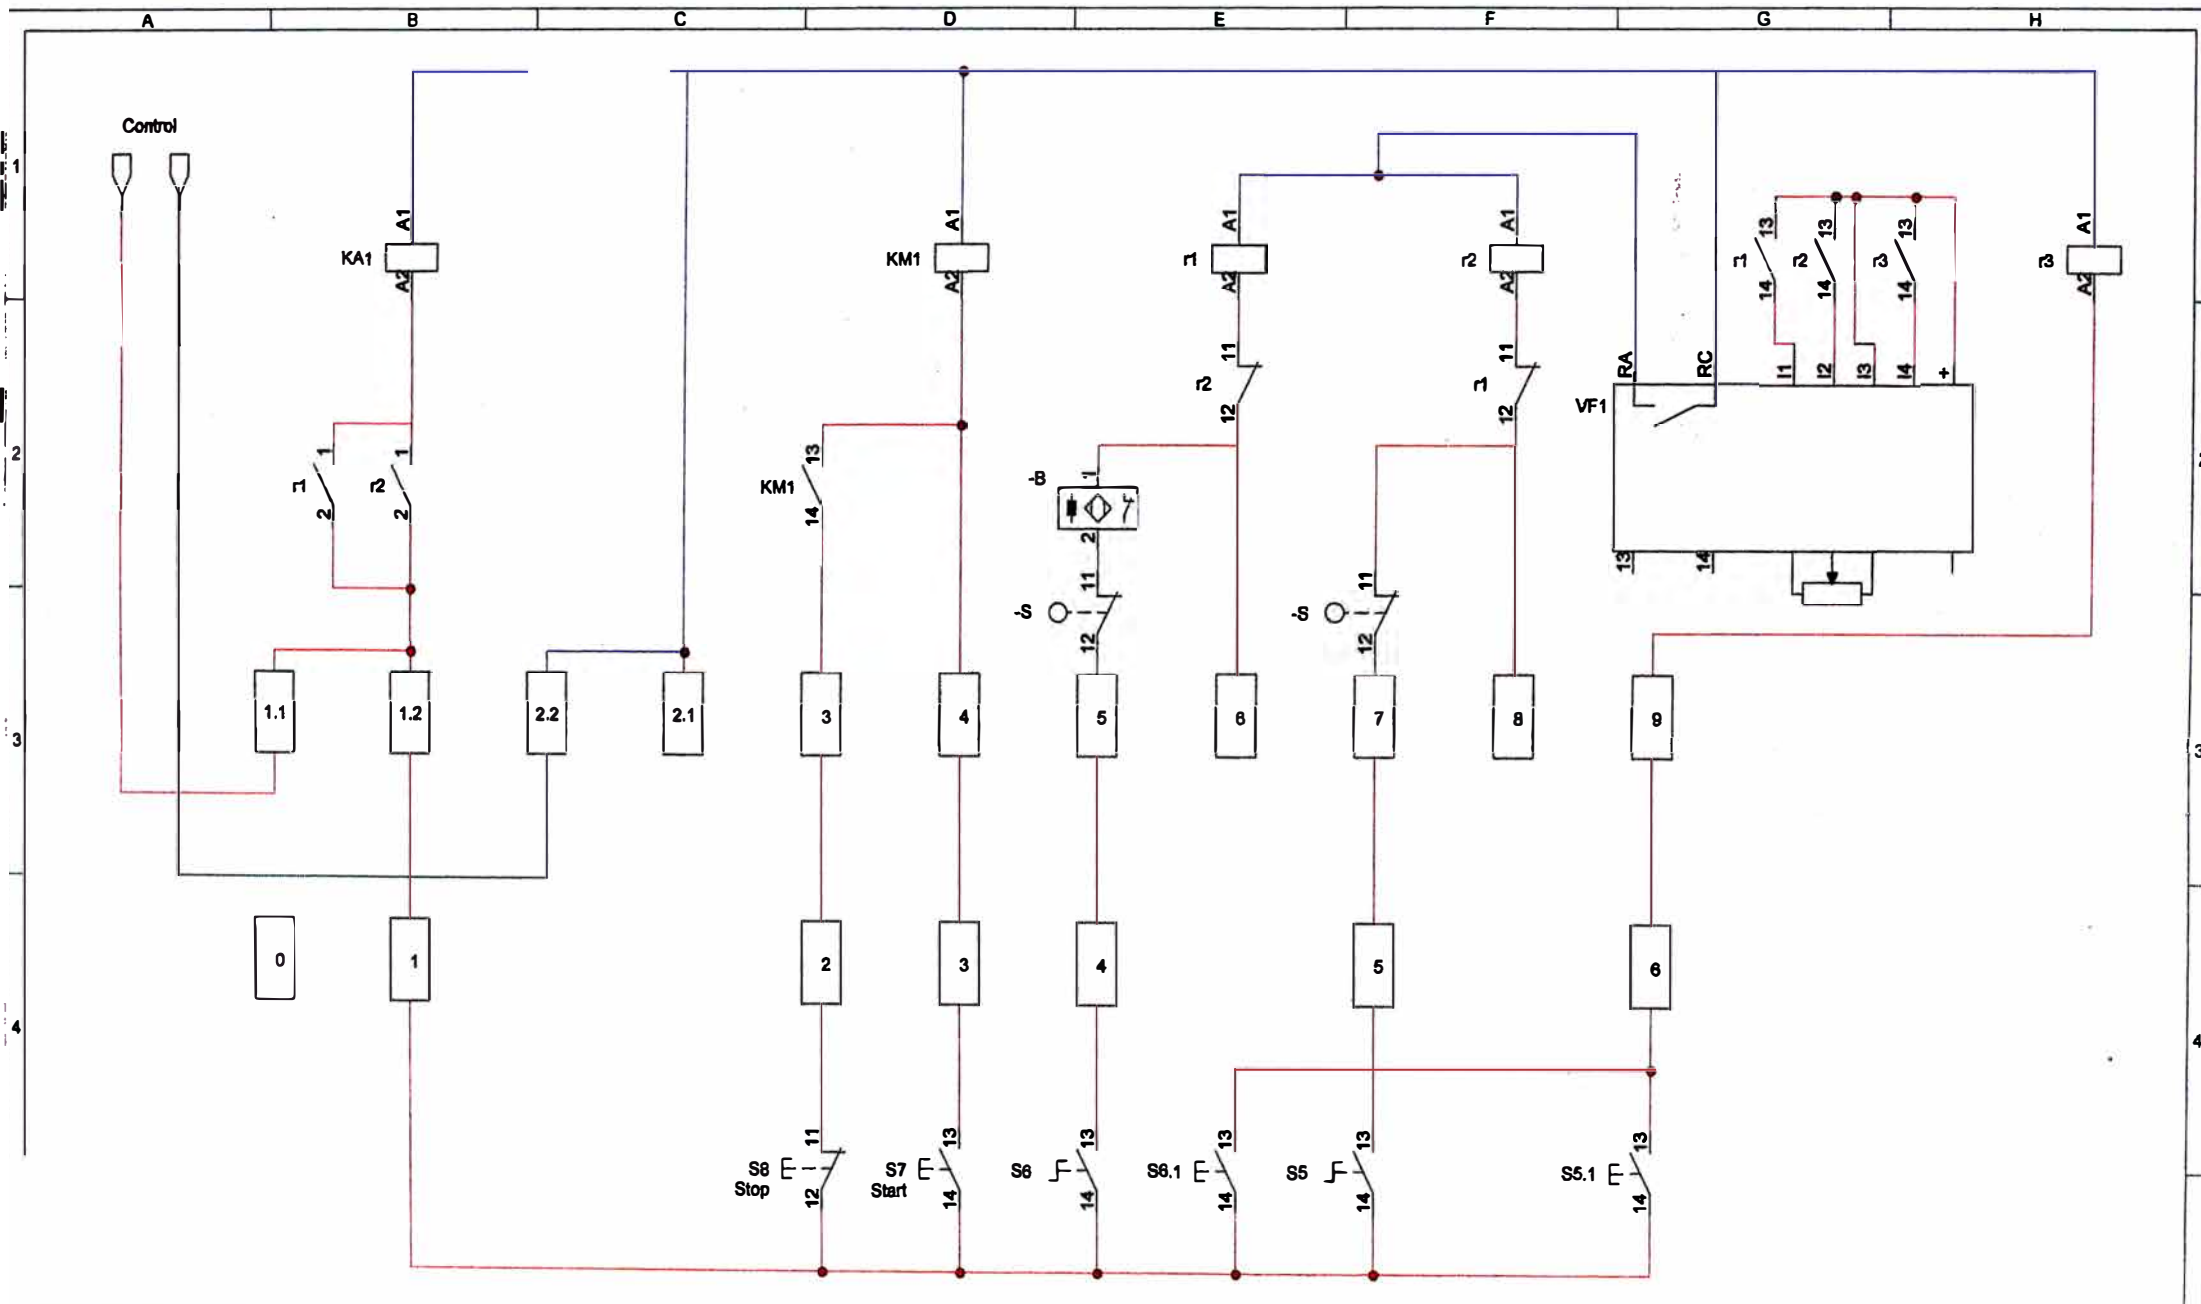 A B C D E F G H
Control
1
A1 A1 A1 A1 13 13 13 A1
KA1 KM1 r1 r2 r1 r2 r3 r3
A2 A2 A2 A2 14 14 14 A2
11 11 RA RC I1 I2 I3 I4 +
r2 r1
12 12 VF1
2
1 1 13
r1 r2 KM1 -B 1
2 2 14 2
13 14
11 11
-S -S
12 12
1.1 1.2 2.2 2.1 3 4 5 6 7 8 9
3 3
0 1 2 3 4 5 6
4 4
11 13 13 13 13 13
S8 S7 S6 S6.1 S5 S5.1
Stop Start
12 14 14 14 14 14